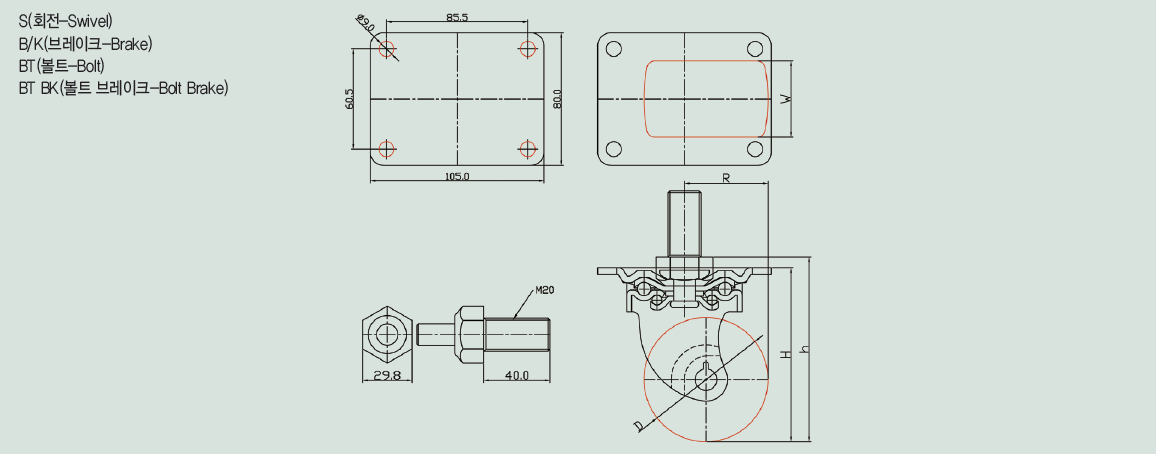 S(회전-Swivel)
B/K(브레이크-Brake)
BT(볼트-Bolt)
BT BK(볼트 브레이크-Bolt Brake)
85.5
ø9.0
60.5
80.0
105.0
W
R
M20
29.8
40.0
H
h
D